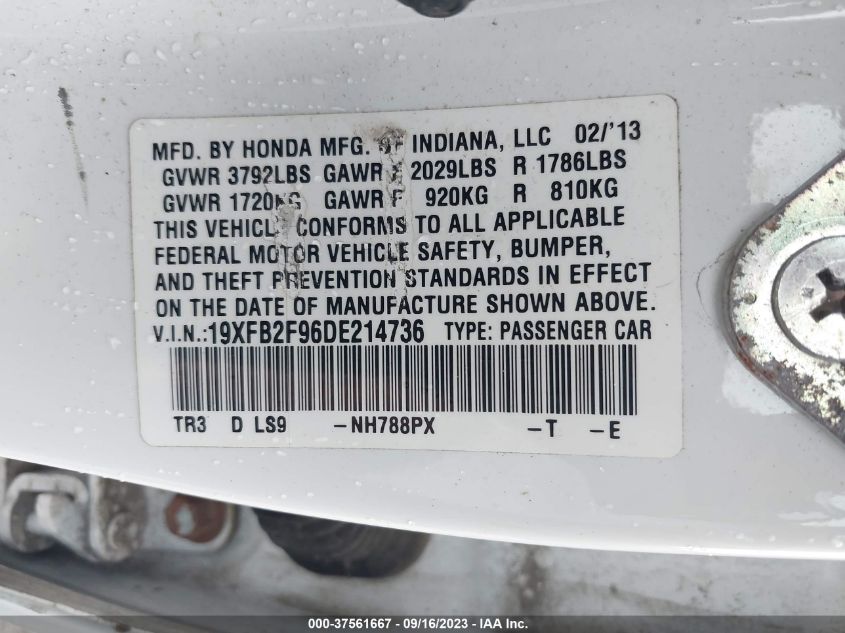 MFD. BY HONDA MFG. OF INDIANA, LLC 02/'13
GVWR 3792LBS GAWR F 2029LBS R 1786LBS
GVWR 1720KG GAWR F 920KG R 810KG
THIS VEHICLE CONFORMS TO ALL APPLICABLE
FEDERAL MOTOR VEHICLE SAFETY, BUMPER,
AND THEFT PREVENTION STANDARDS IN EFFECT
ON THE DATE OF MANUFACTURE SHOWN ABOVE.
V.I.N.:19XFB2F96DE214736 TYPE: PASSENGER CAR
TR3 D LS9 -NH788PX -T -E
000-37561667 - 09/16/2023 - IAA Inc.